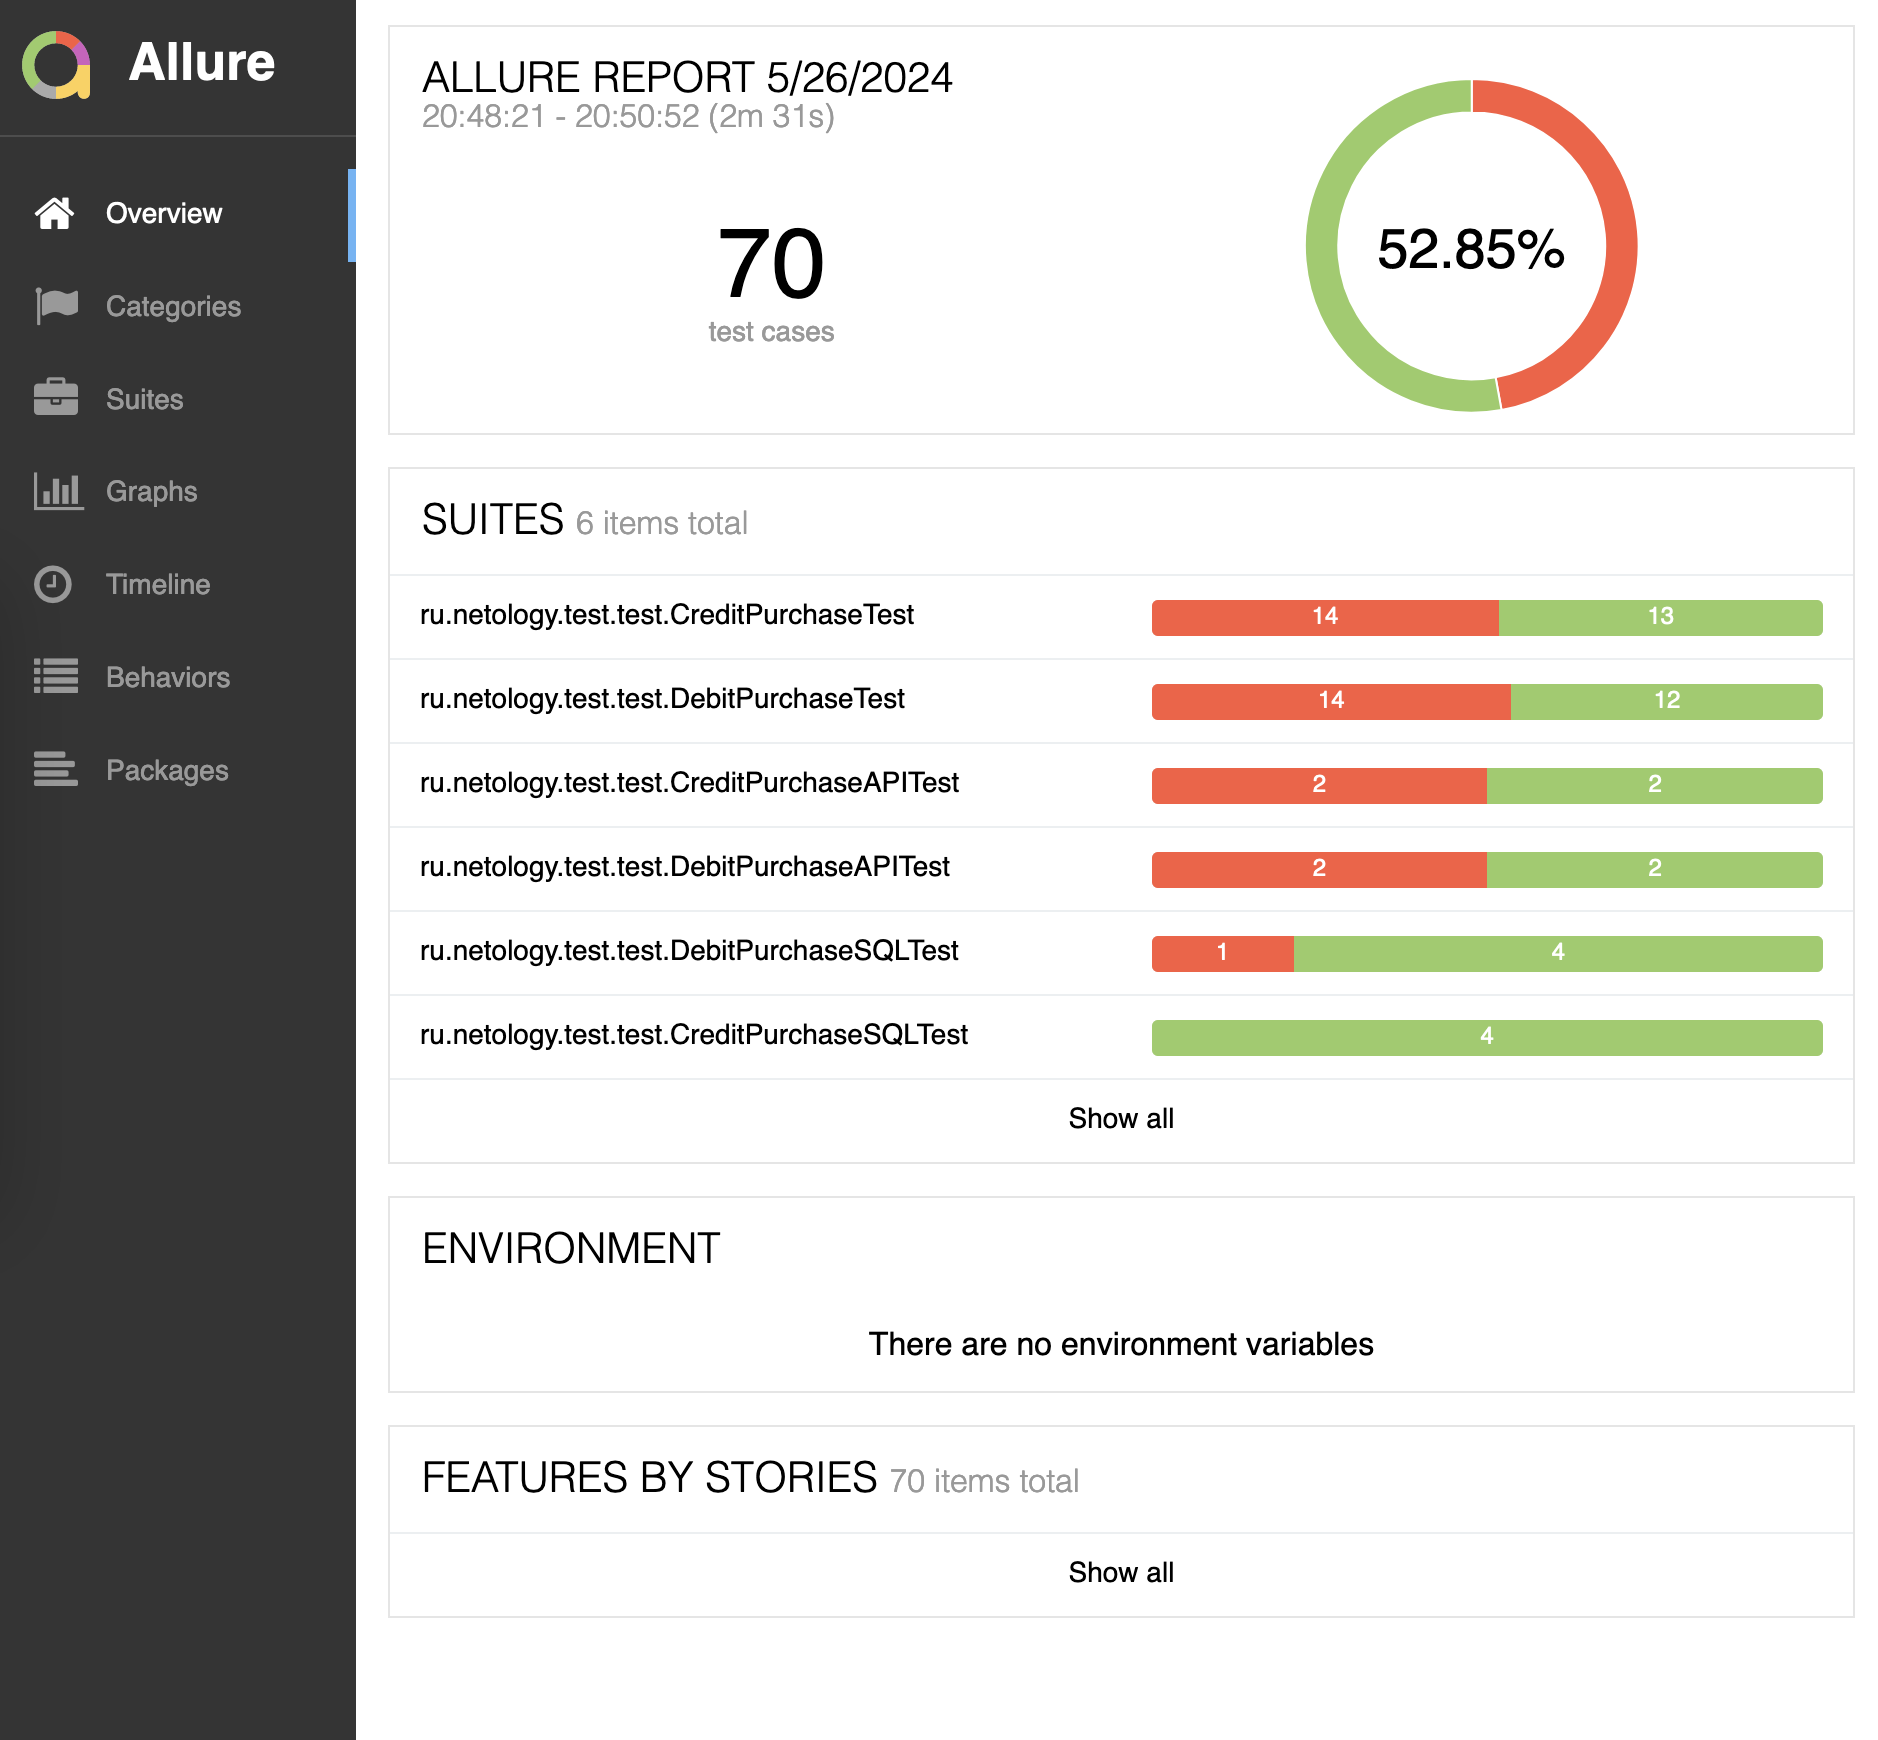 Allure
Overview
Categories
Suites
Graphs
Timeline
Behaviors
Packages
ALLURE REPORT 5/26/2024
20:48:21 - 20:50:52 (2m 31s)
70
test cases
52.85%
SUITES 6 items total
ru.netology.test.test.CreditPurchaseTest 14 13
ru.netology.test.test.DebitPurchaseTest 14 12
ru.netology.test.test.CreditPurchaseAPITest 2 2
ru.netology.test.test.DebitPurchaseAPITest 2 2
ru.netology.test.test.DebitPurchaseSQLTest 1 4
ru.netology.test.test.CreditPurchaseSQLTest 4
Show all
ENVIRONMENT
There are no environment variables
FEATURES BY STORIES 70 items total
Show all